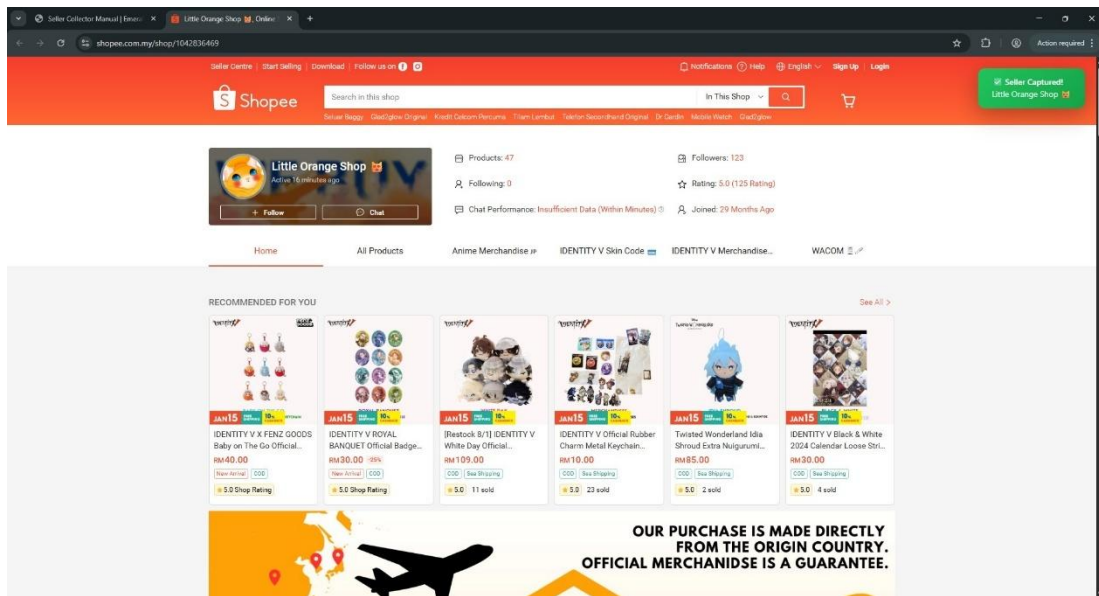 Seller Collector Manual | Emera
Little Orange Shop, Online
shopee.com.my/shop/1042836469
Action required
Seller Centre | Start Selling | Download | Follow us on
Notifications Help English Sign Up Login
Shopee
Search in this shop
In This Shop
Seluar Baggy Glad2glow Original Kredit Celcom Percuma Tilam Lembut Telefon Secondhand Original Dr Gardin Mobile Watch Glad2glow
Seller Captured!
Little Orange Shop
Little Orange Shop
Active 16 minutes ago
+ Follow
Chat
Products: 47
Followers: 123
Following: 0
Rating: 5.0 (125 Rating)
Chat Performance: Insufficient Data (Within Minutes)
Joined: 29 Months Ago
Home
All Products
Anime Merchandise JP
IDENTITY V Skin Code
IDENTITY V Merchandise...
WACOM
RECOMMENDED FOR YOU
See All >
JAN15
IDENTITY V X FENZ GOODS
Baby on The Go Official...
RM40.00
New Arrival COD
5.0 Shop Rating
JAN15
IDENTITY V ROYAL
BANQUET Official Badge...
RM30.00 -25%
New Arrival COD
5.0 Shop Rating
JAN15
[Restock 8/1] IDENTITY V
White Day Official...
RM109.00
COD Sea Shipping
5.0 11 sold
JAN15
IDENTITY V Official Rubber
Charm Metal Keychain...
RM10.00
COD Sea Shipping
5.0 23 sold
JAN15
Twisted Wonderland Idia
Shroud Extra Nuigurumi...
RM85.00
COD Sea Shipping
5.0 2 sold
JAN15
IDENTITY V Black & White
2024 Calendar Loose Stri...
RM30.00
COD Sea Shipping
5.0 4 sold
OUR PURCHASE IS MADE DIRECTLY
FROM THE ORIGIN COUNTRY.
OFFICIAL MERCHANIDSE IS A GUARANTEE.